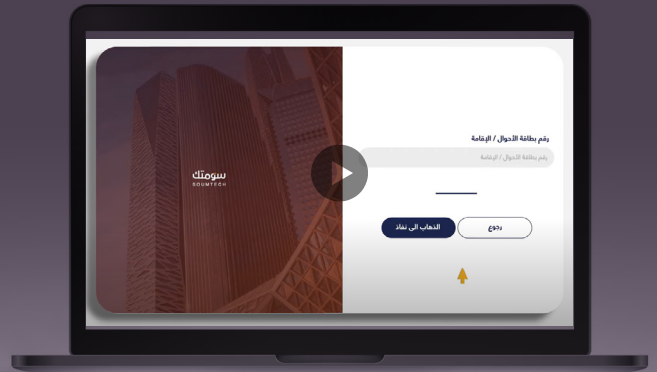 رقم بطاقة الأحوال / الإقامة
رقم بطاقة الأحوال / الإقامة
سومتك
SOUMTECH
رجوع
الذهاب الى نفاذ